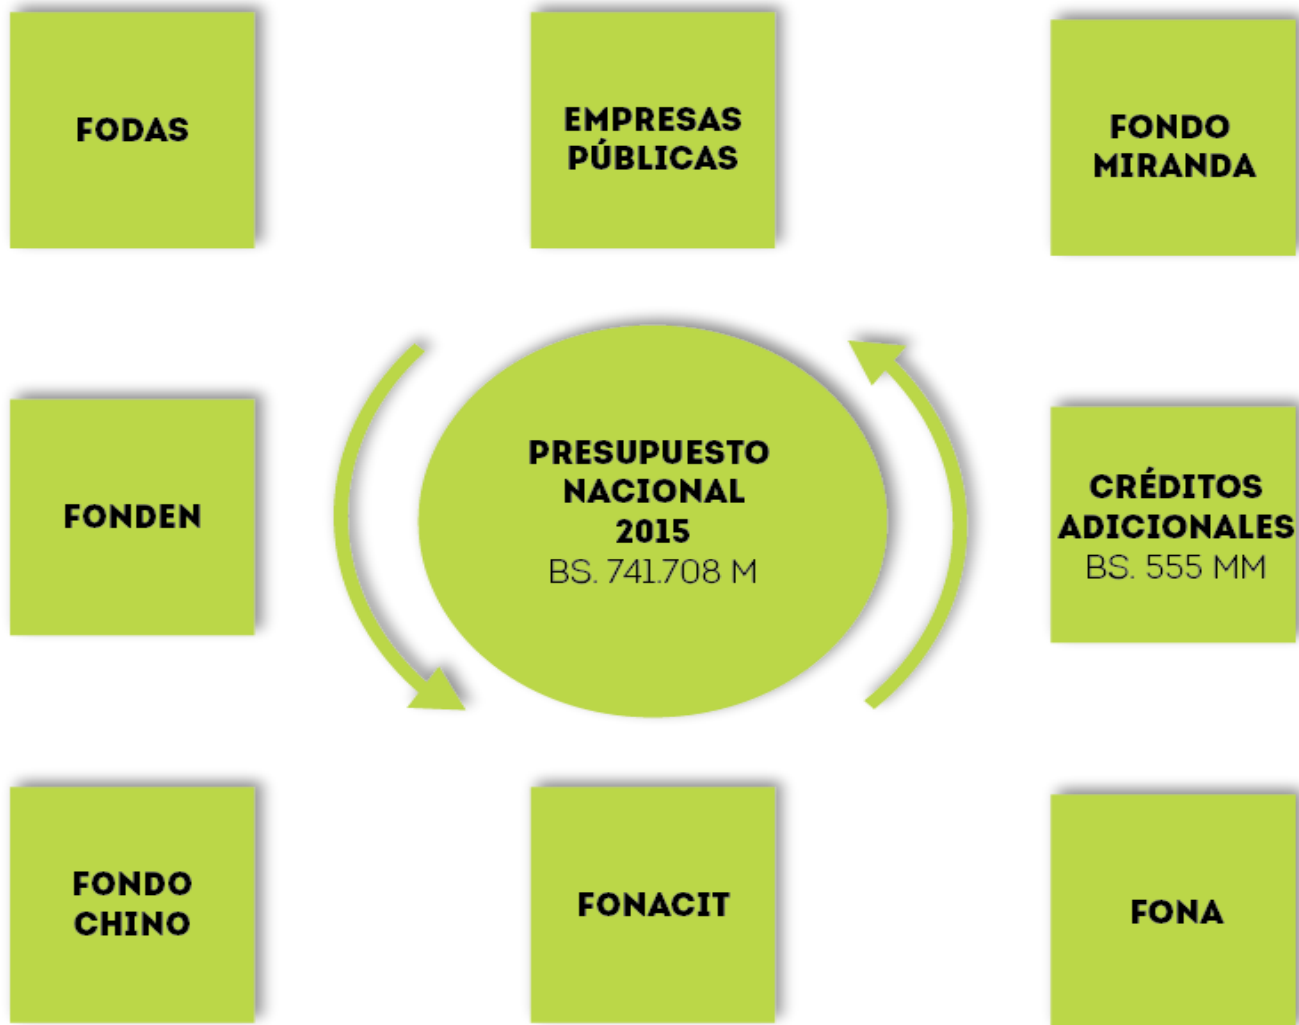 FODAS
EMPRESAS
PÚBLICAS
FONDO
MIRANDA
FONDEN
PRESUPUESTO
NACIONAL
2015
BS. 741.708 M
CRÉDITOS
ADICIONALES
BS. 555 MM
FONDO
CHINO
FONACIT
FONA